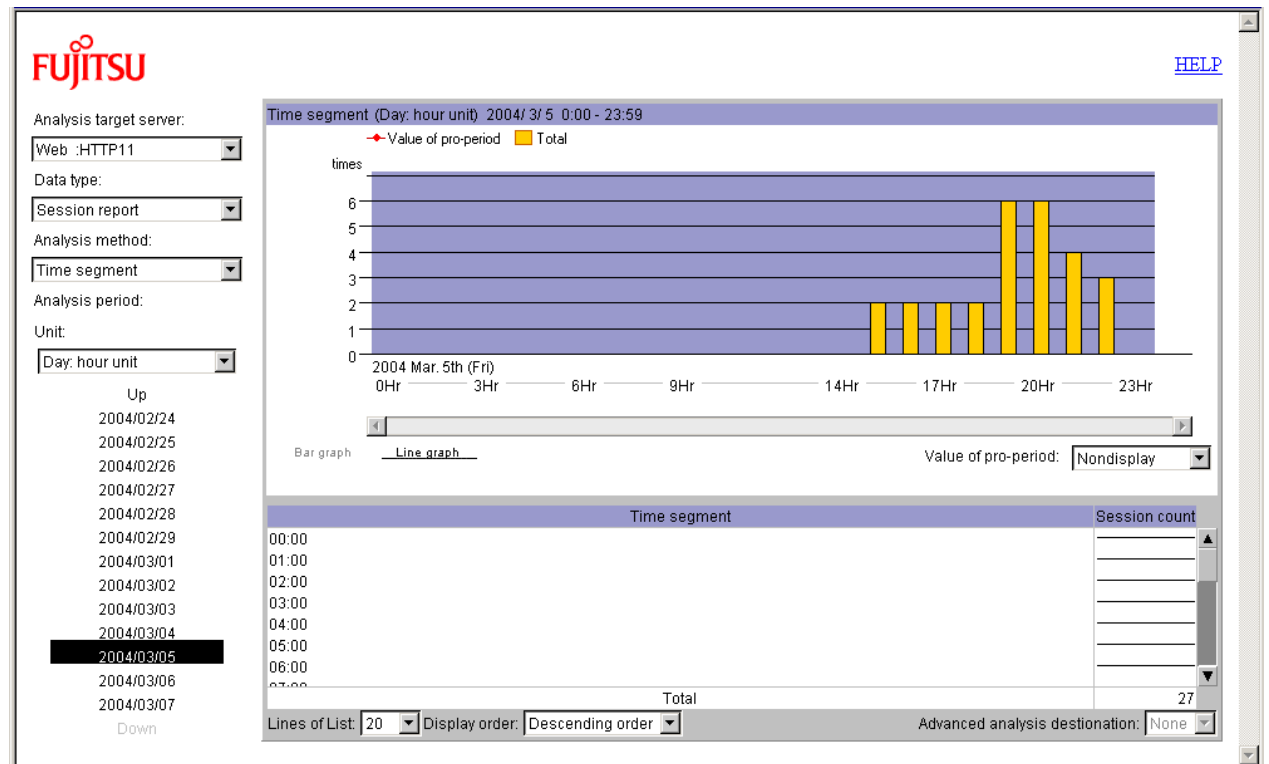 FUJITSU
HELP
Analysis target server:
Web :HTTP11
Data type:
Session report
Analysis method:
Time segment
Analysis period:
Unit:
Day: hour unit
Up
2004/02/24
2004/02/25
2004/02/26
2004/02/27
2004/02/28
2004/02/29
2004/03/01
2004/03/02
2004/03/03
2004/03/04
2004/03/05
2004/03/06
2004/03/07
Down
Time segment (Day: hour unit) 2004/ 3/ 5 0:00 - 23:59
Value of pro-period Total
times
6
5
4
3
2
1
0
2004 Mar. 5th (Fri)
0Hr 3Hr 6Hr 9Hr 14Hr 17Hr 20Hr 23Hr
Bar graph Line graph Value of pro-period: Nondisplay
Time segment Session count
00:00
01:00
02:00
03:00
04:00
05:00
06:00
07:00
Total 27
Lines of List: 20 Display order: Descending order Advanced analysis destionation: None